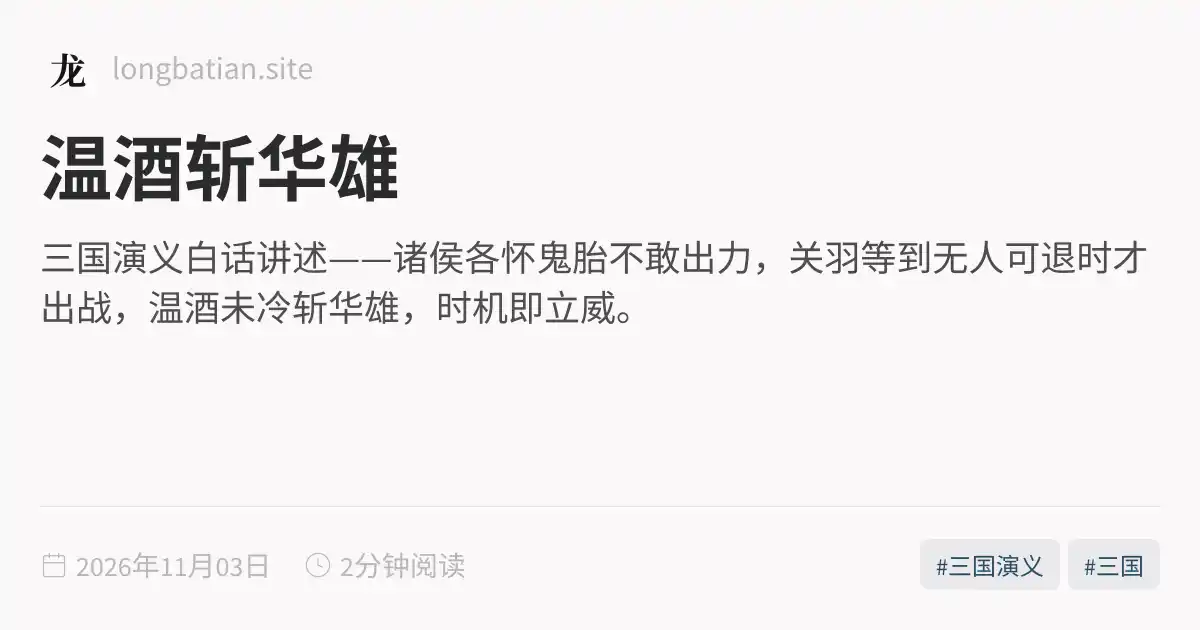 龙 longbatian.site
温酒斩华雄
三国演义白话讲述——诸侯各怀鬼胎不敢出力，关羽等到无人可退时才
出战，温酒未冷斩华雄，时机即立威。
2026年11月03日 2分钟阅读 #三国演义 #三国